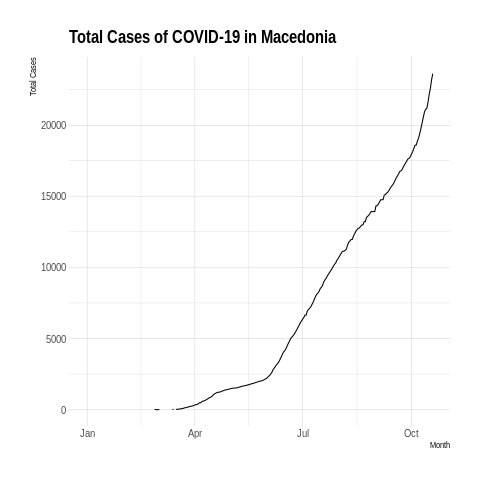 Total Cases of COVID-19 in Macedonia
Total Cases
20000
15000
10000
5000
0
Jan Apr Jul Oct
Month